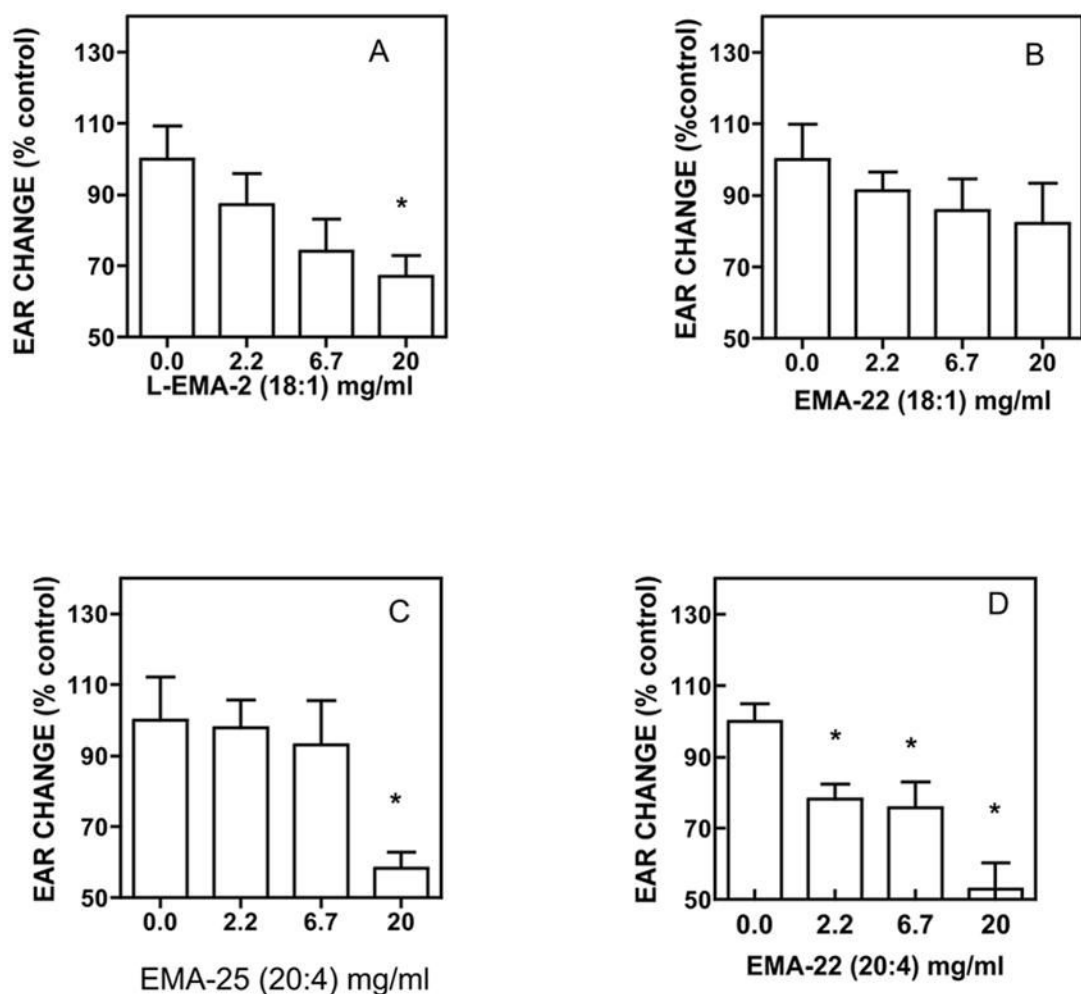 A
EAR CHANGE (% control)
130
110
90
70
50
*
0.0 2.2 6.7 20
L-EMA-2 (18:1) mg/ml
B
EAR CHANGE (%control)
130
110
90
70
50
0.0 2.2 6.7 20
EMA-22 (18:1) mg/ml
C
EAR CHANGE (% control)
130
110
90
70
50
*
0.0 2.2 6.7 20
EMA-25 (20:4) mg/ml
D
EAR CHANGE (% control)
130
110
90
70
50
* * *
0.0 2.2 6.7 20
EMA-22 (20:4) mg/ml